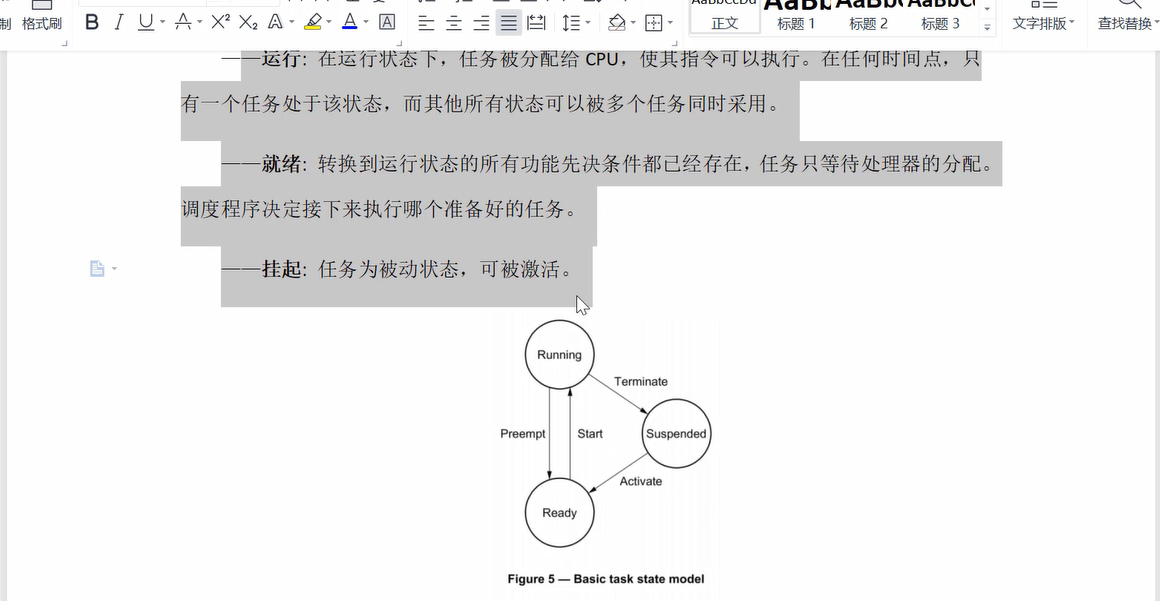 制 格式刷 B I U A X² X₂ A A A AaBbCcDd AaBb AaBb( AaBbC(
正文 标题 1 标题 2 标题 3 文字排版 查找替换
——运行：在运行状态下，任务被分配给 CPU，使其指令可以执行。在任何时间点，只
有一个任务处于该状态，而其他所有状态可以被多个任务同时采用。
——就绪：转换到运行状态的所有功能先决条件都已经存在，任务只等待处理器的分配。
调度程序决定接下来执行哪个准备好的任务。
——挂起：任务为被动状态，可被激活。
Running
Terminate
Preempt
Start
Suspended
Activate
Ready
Figure 5 — Basic task state model